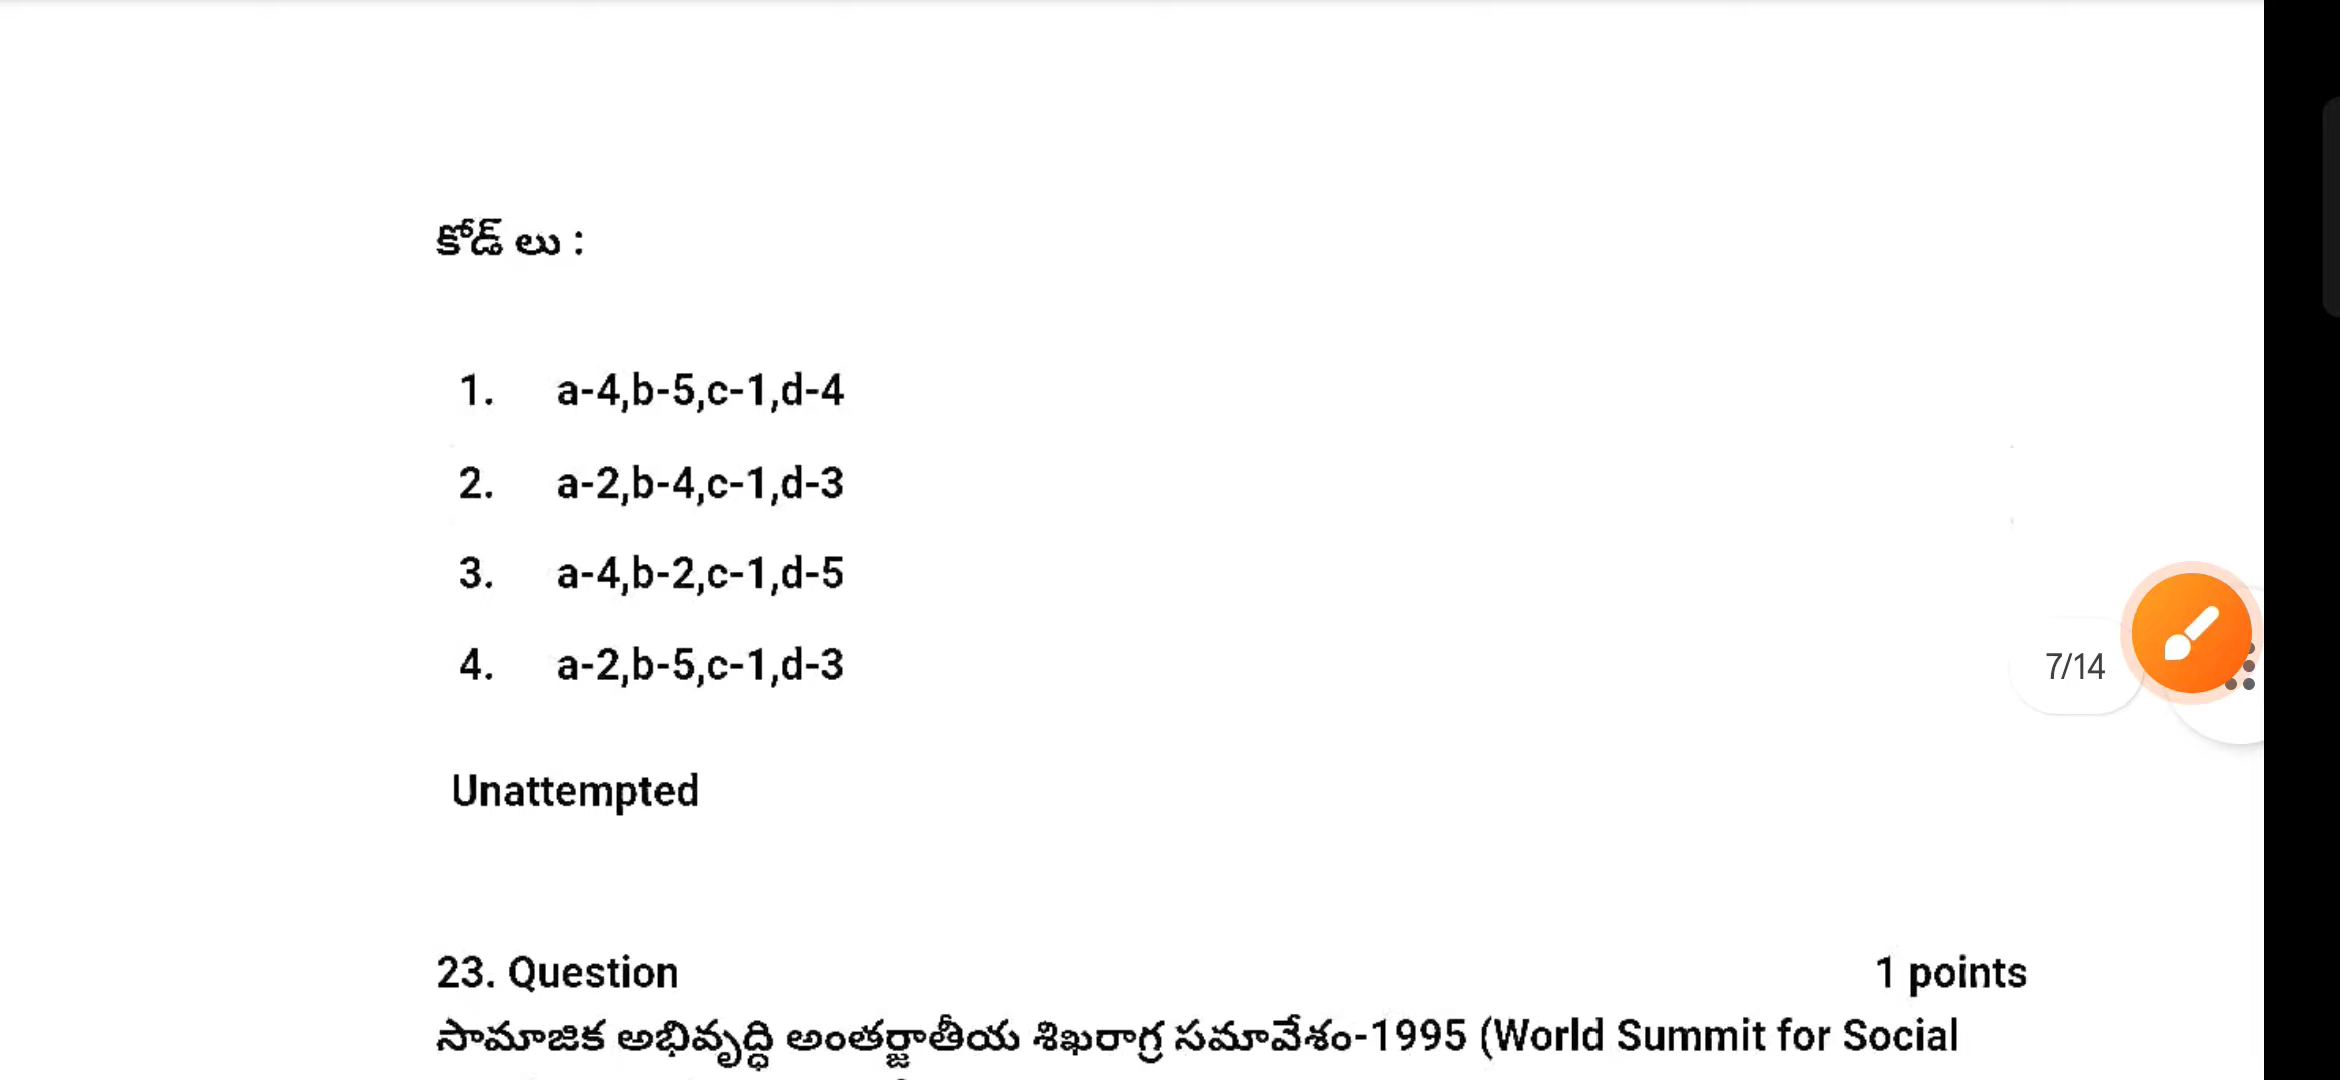 కోడ్ లు :
1. a-4,b-5,c-1,d-4
2. a-2,b-4,c-1,d-3
3. a-4,b-2,c-1,d-5
4. a-2,b-5,c-1,d-3
7/14
Unattempted
23. Question 1 points
సామాజిక అభివృద్ధి అంతర్జాతీయ శిఖరాగ్ర సమావేశం-1995 (World Summit for Social